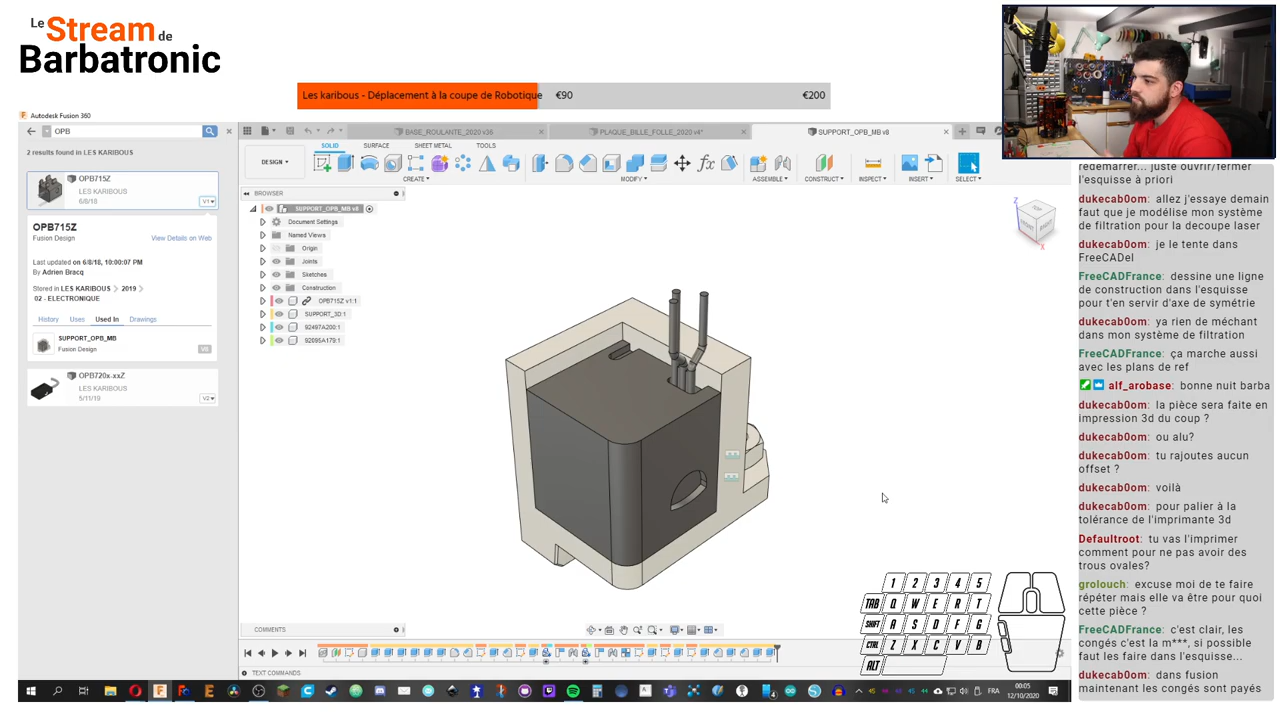 Le
Stream de
Barbatronic
Les karibous - Déplacement à la coupe de Robotique €90 €200
Autodesk Fusion 360
OPB
2 results found in LES KARIBOUS
OPB715Z
LES KARIBOUS
6/8/18
V1
OPB715Z
Fusion Design
View Details on Web
Last updated on 6/8/18, 10:00:07 PM
By Adrien Bracq
Stored in LES KARIBOUS > 2019 >
02 - ELECTRONIQUE
History Uses Used In Drawings
SUPPORT_OPB_MB
Fusion Design
OPB720x-xxZ
LES KARIBOUS
5/11/19
V2
BASE_ROULANTE_2020 v36
PLAQUE_BILLE_FOLLE_2020 v4*
SUPPORT_OPB_MB v8
SOLID SURFACE SHEET METAL TOOLS
DESIGN
CREATE MODIFY ASSEMBLE CONSTRUCT INSPECT INSERT SELECT
BROWSER
SUPPORT_OPB_MB v8
Document Settings
Named Views
Origin
Joints
Sketches
Construction
OPB715Z v1:1
SUPPORT_3D:1
92497A200:1
92095A179:1
Z
TOP
FRONT
RIGHT
X
COMMENTS
TEXT COMMANDS
1 2 3 4 5
TAB Q W E R T
SHIFT A S D F G
CTRL Z X C V B
ALT
FRA
00:05
12/10/2020
redémarrer... juste ouvrir/fermer
l'esquisse à priori
dukecab0om: allez j'essaye demain
faut que je modélise mon système
de filtration pour la decoupe laser
dukecab0om: je le tente dans
FreeCADel
FreeCADFrance: dessine une ligne
de construction dans l'esquisse
pour t'en servir d'axe de symétrie
dukecab0om: ya rien de méchant
dans mon système de filtration
FreeCADFrance: ça marche aussi
avec les plans de ref
alf_arobase: bonne nuit barba
dukecab0om: la pièce sera faite en
impression 3d du coup ?
dukecab0om: ou alu?
dukecab0om: tu rajoutes aucun
offset ?
dukecab0om: voilà
dukecab0om: pour palier à la
tolérance de l'imprimante 3d
Defaultroot: tu vas l'imprimer
comment pour ne pas avoir des
trous ovales?
grolouch: excuse moi de te faire
répéter mais elle va être pour quoi
cette pièce ?
FreeCADFrance: c'est clair, les
congés c'est la m***, si possible
faut les faire dans l'esquisse...
dukecab0om: dans fusion
maintenant les congés sont payés